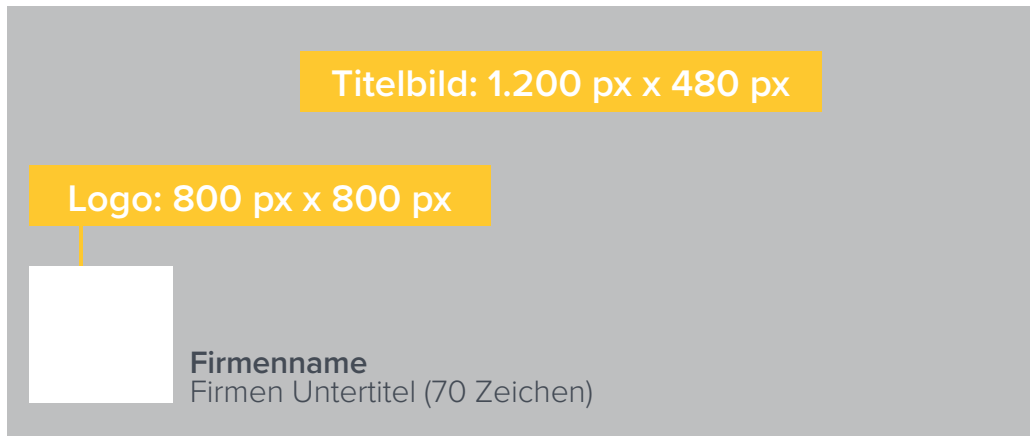 Titelbild: 1.200 px x 480 px
Logo: 800 px x 800 px
Firmenname
Firmen Untertitel (70 Zeichen)